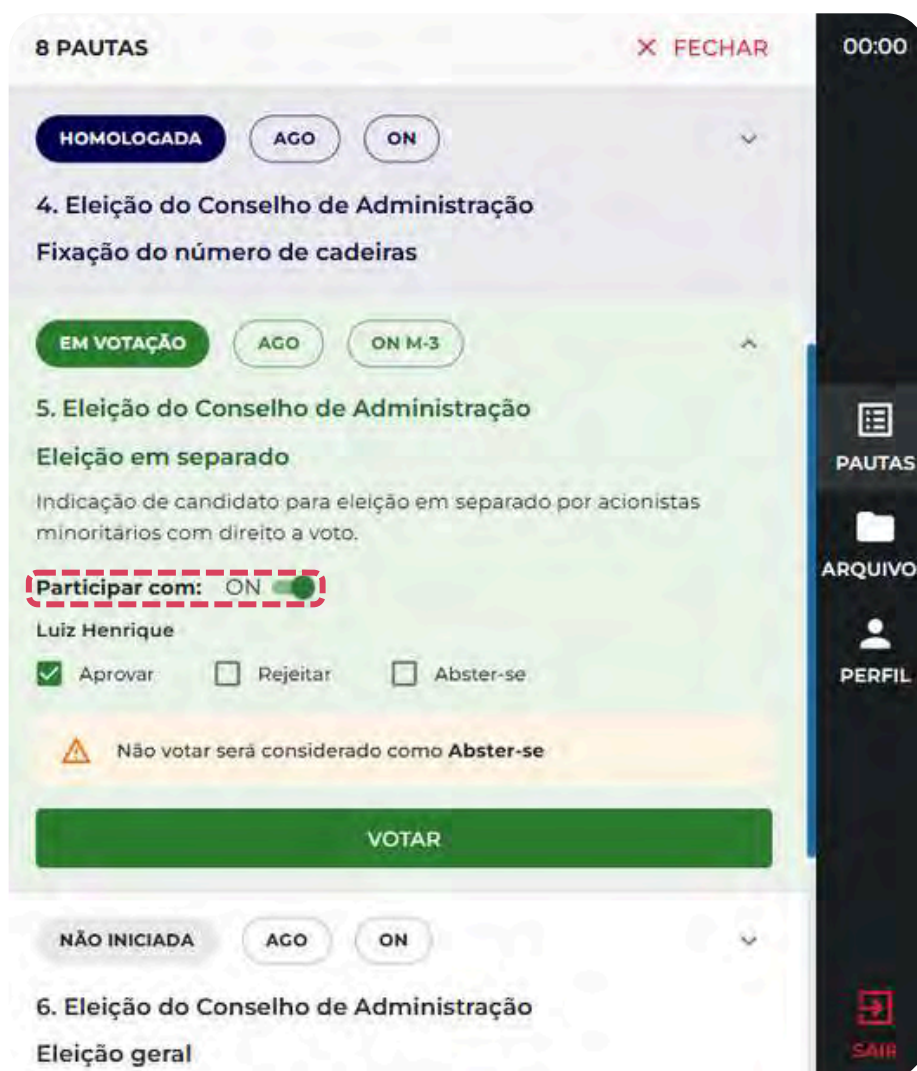 8 PAUTAS
FECHAR
00:00
HOMOLOGADA AGO ON
4. Eleição do Conselho de Administração
Fixação do número de cadeiras
EM VOTAÇÃO AGO ON M-3
5. Eleição do Conselho de Administração
Eleição em separado
Indicação de candidato para eleição em separado por acionistas
minoritários com direito a voto.
Participar com: ON
Luiz Henrique
Aprovar Rejeitar Abster-se
Não votar será considerado como Abster-se
VOTAR
NÃO INICIADA AGO ON
6. Eleição do Conselho de Administração
Eleição geral
PAUTAS
ARQUIVO
PERFIL
SAIR